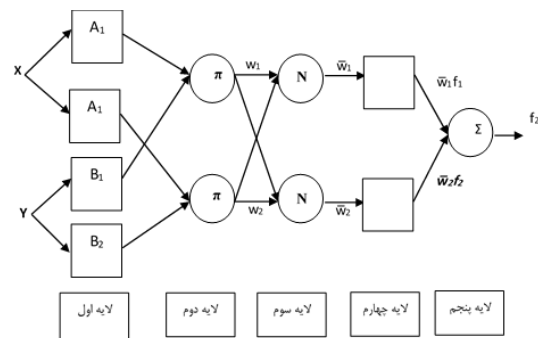 A₁
X
A₁
B₁
Y
B₂
π
π
w₁
w₂
N
N
w̅₁
w̅₂
w̅₁f₁
w̅₂f₂
Σ
f₂
لایه اول
لایه دوم
لایه سوم
لایه چهارم
لایه پنجم